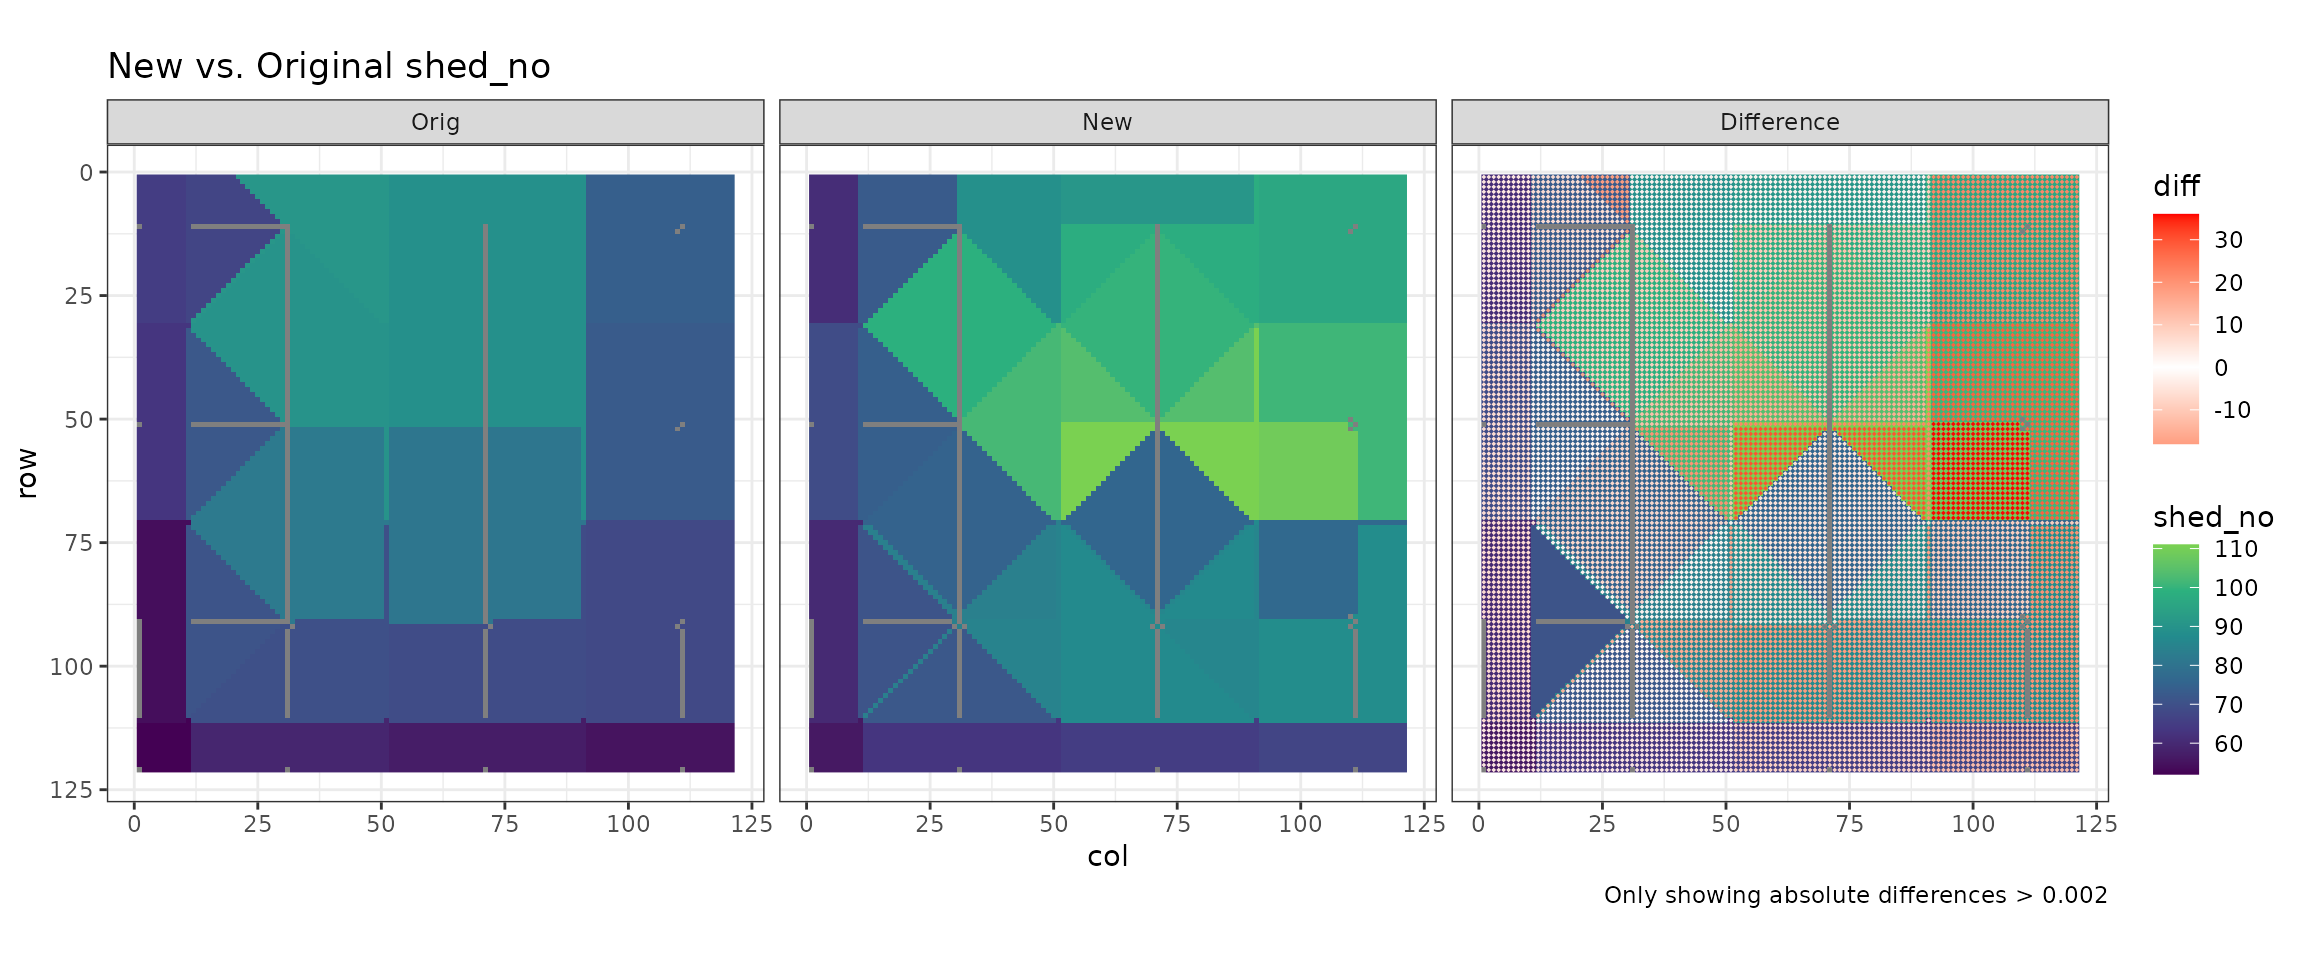 New vs. Original shed_no
Orig
New
Difference
0
25
50
75
100
125
row
0 25 50 75 100 125
0 25 50 75 100 125
0 25 50 75 100 125
col
diff
30
20
10
0
-10
shed_no
110
100
90
80
70
60
Only showing absolute differences > 0.002